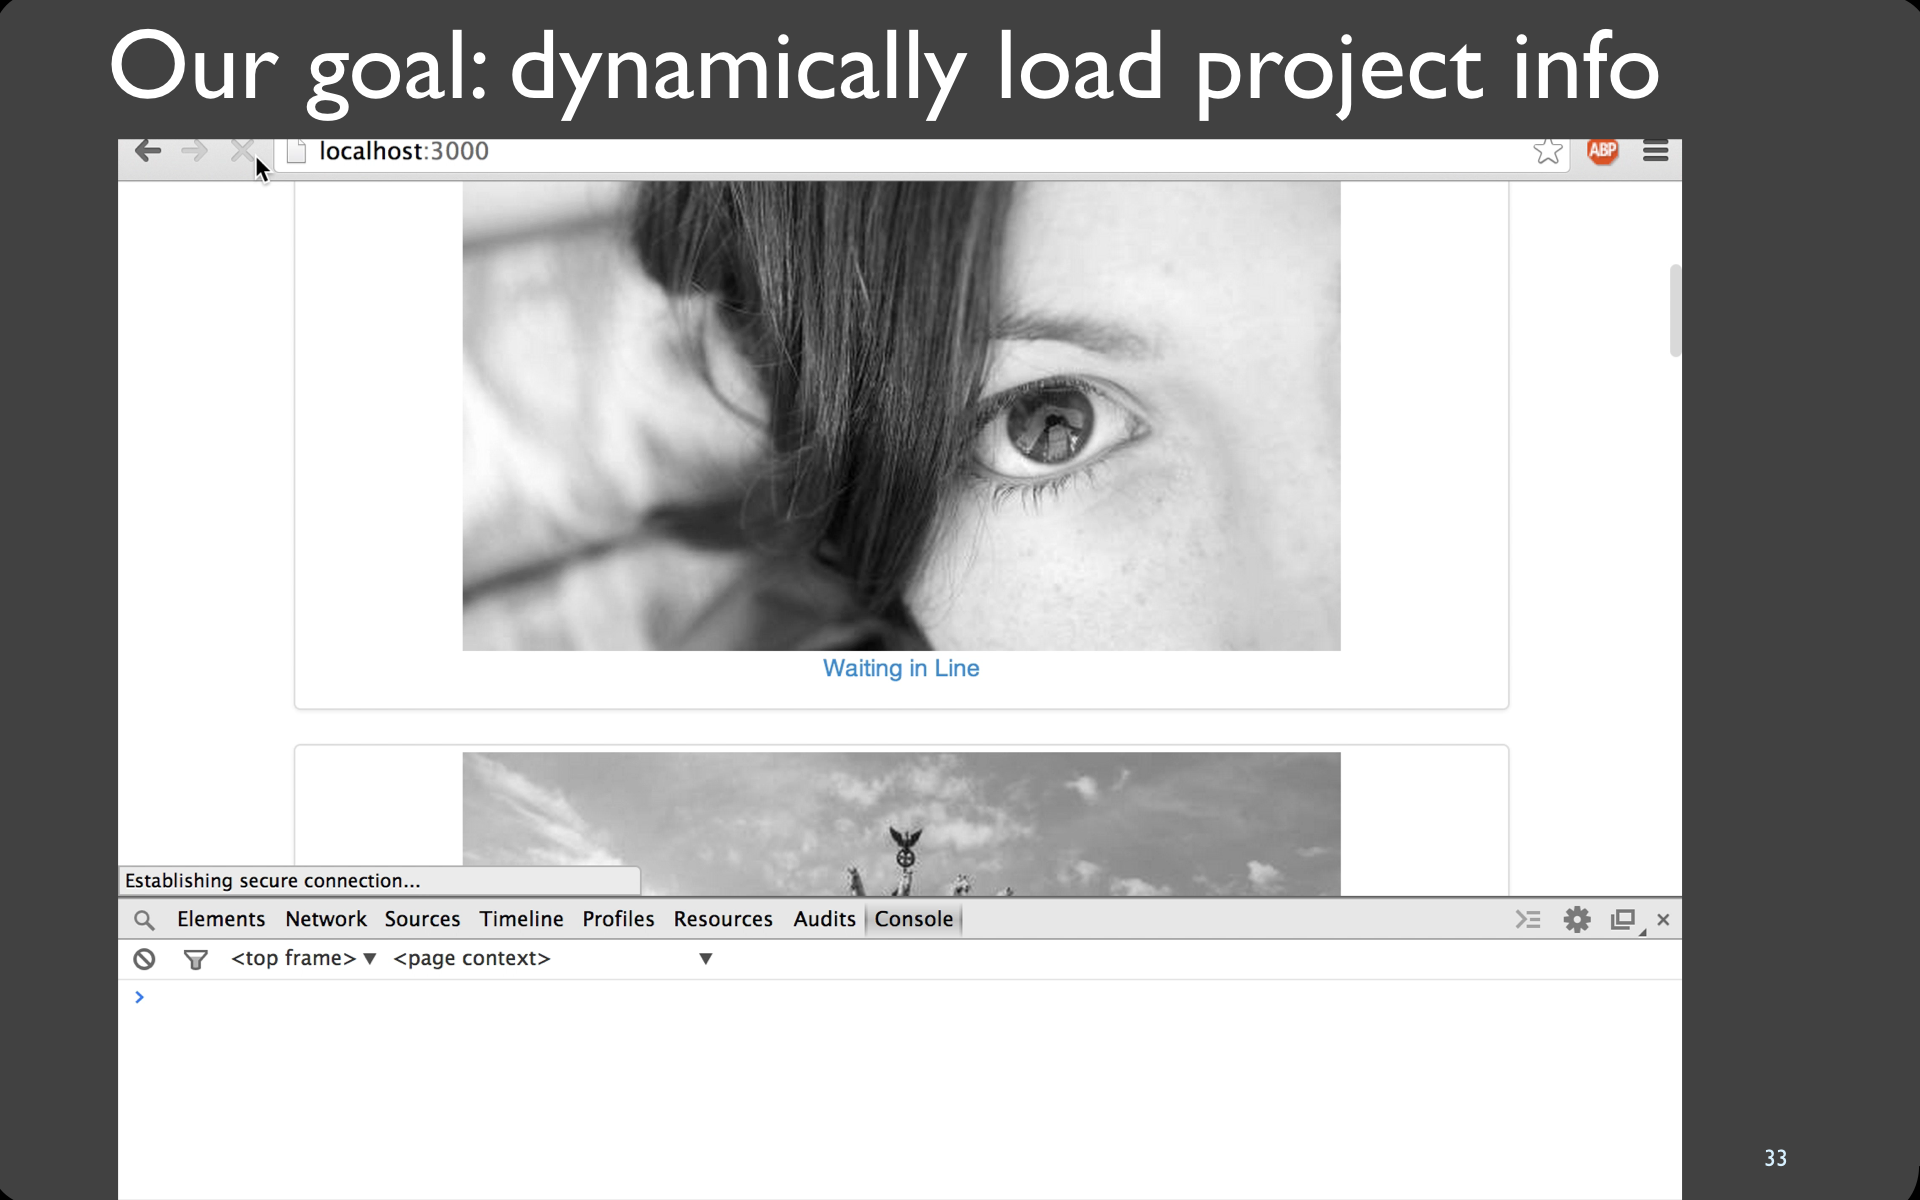 Our goal: dynamically load project info
localhost:3000
ABP
Waiting in Line
Establishing secure connection...
Elements Network Sources Timeline Profiles Resources Audits Console
<top frame> ▼ <page context> ▼
33